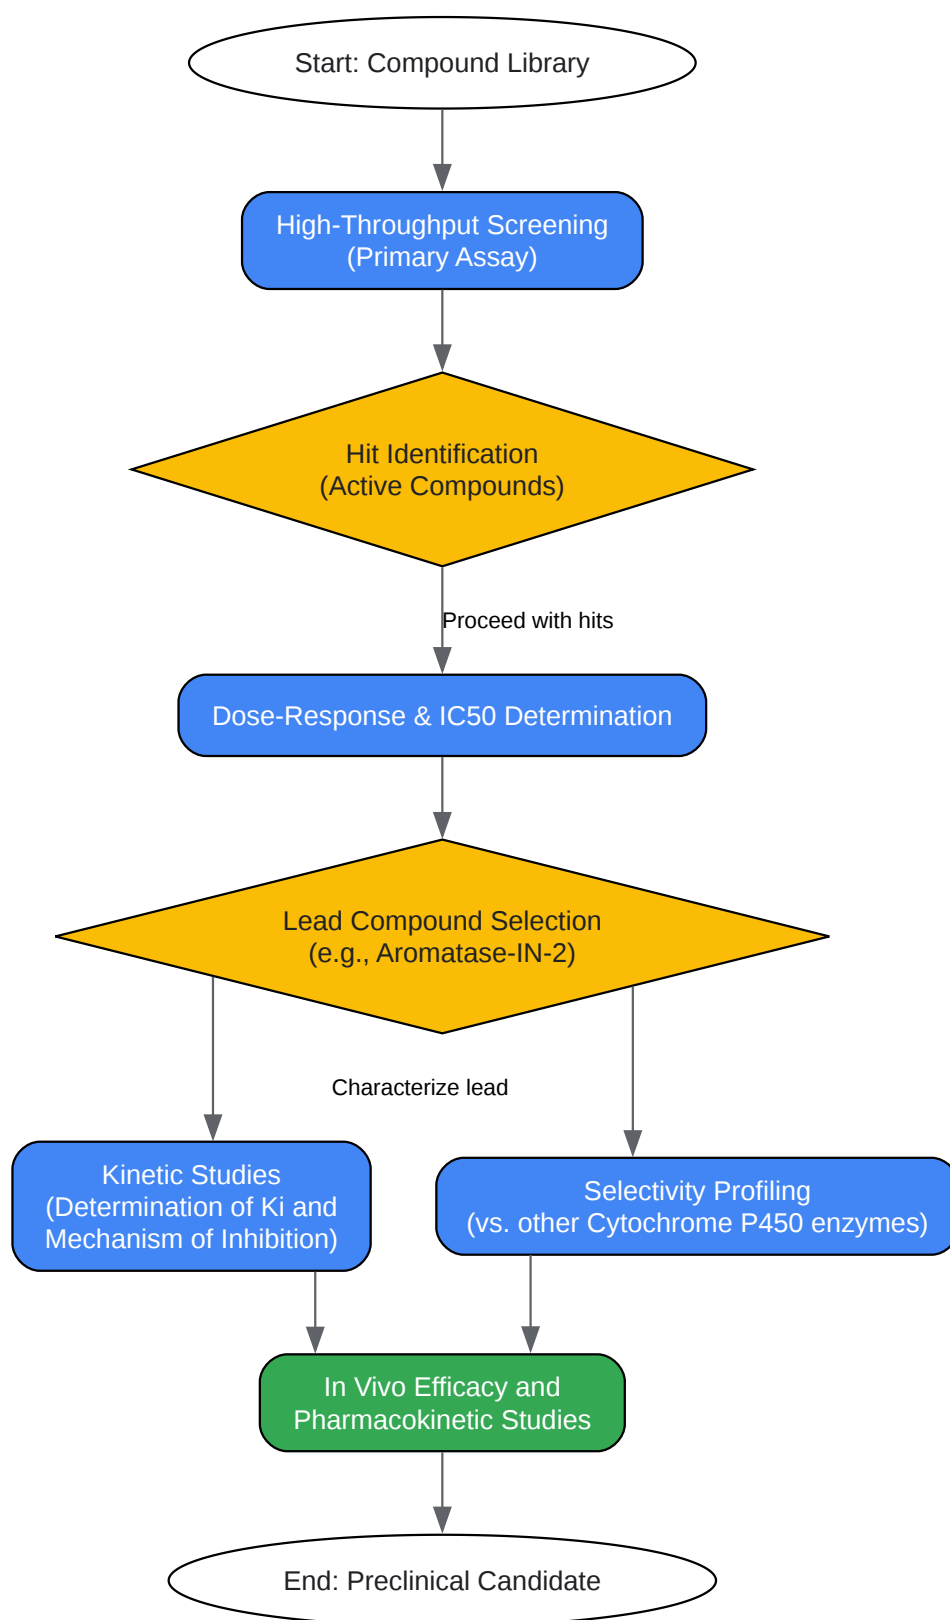 Start: Compound Library
High-Throughput Screening
(Primary Assay)
Hit Identification
(Active Compounds)
Proceed with hits
Dose-Response & IC50 Determination
Lead Compound Selection
(e.g., Aromatase-IN-2)
Characterize lead
Kinetic Studies
(Determination of Ki and
Mechanism of Inhibition)
Selectivity Profiling
(vs. other Cytochrome P450 enzymes)
In Vivo Efficacy and
Pharmacokinetic Studies
End: Preclinical Candidate